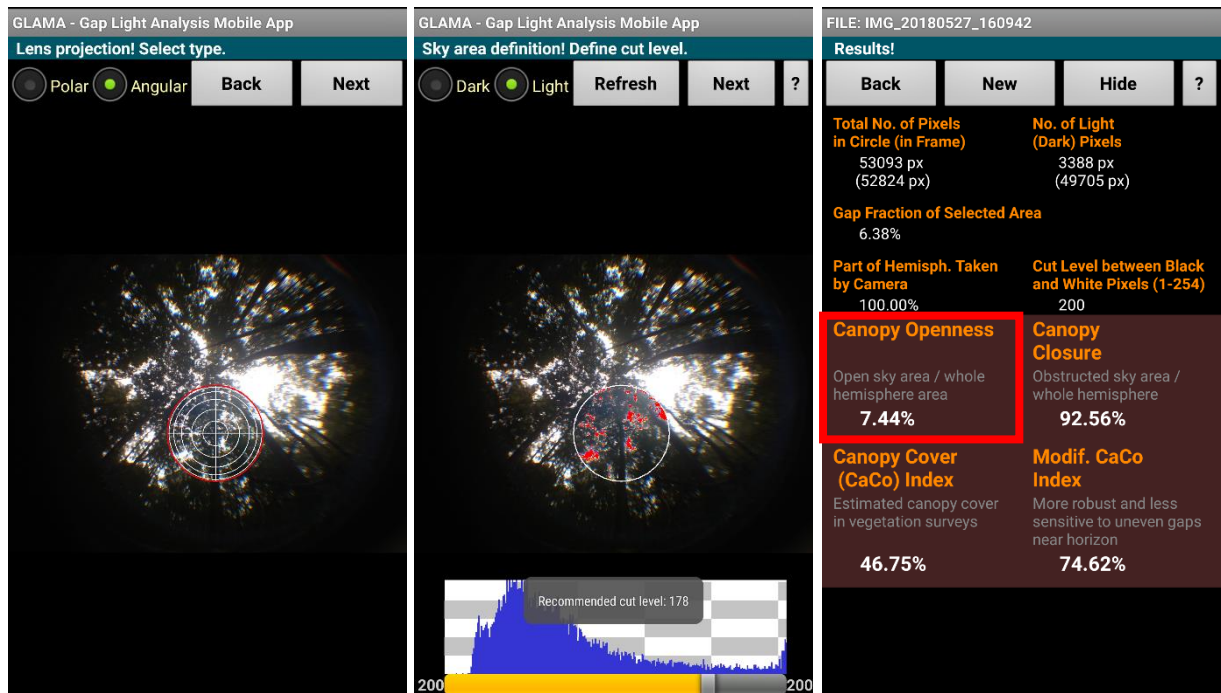 GLAMA - Gap Light Analysis Mobile App
Lens projection! Select type.
Polar Angular Back Next
GLAMA - Gap Light Analysis Mobile App
Sky area definition! Define cut level.
Dark Light Refresh Next ?
Recommended cut level: 178
200 200
FILE: IMG_20180527_160942
Results!
Back New Hide ?
Total No. of Pixels
in Circle (in Frame)
53093 px
(52824 px)
No. of Light
(Dark) Pixels
3388 px
(49705 px)
Gap Fraction of Selected Area
6.38%
Part of Hemisph. Taken
by Camera
100.00%
Cut Level between Black
and White Pixels (1-254)
200
Canopy Openness
Open sky area / whole
hemisphere area
7.44%
Canopy
Closure
Obstructed sky area /
whole hemisphere
92.56%
Canopy Cover
(CaCo) Index
Estimated canopy cover
in vegetation surveys
46.75%
Modif. CaCo
Index
More robust and less
sensitive to uneven gaps
near horizon
74.62%